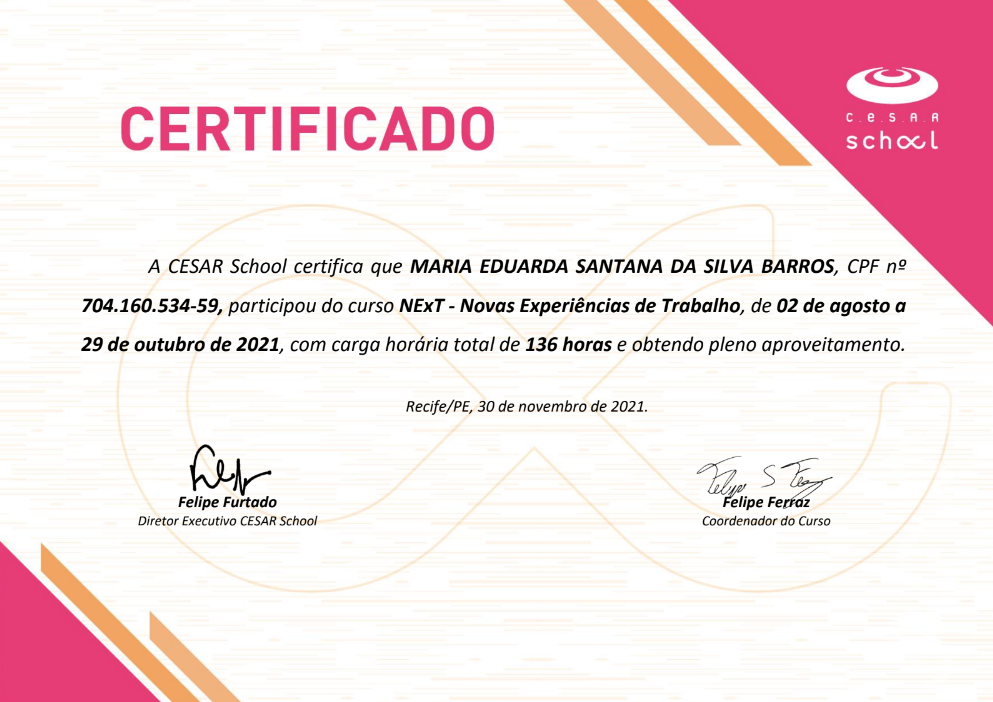 CERTIFICADO
C.e.S.A.R
school
A CESAR School certifica que MARIA EDUARDA SANTANA DA SILVA BARROS, CPF nº
704.160.534-59, participou do curso NExT - Novas Experiências de Trabalho, de 02 de agosto a
29 de outubro de 2021, com carga horária total de 136 horas e obtendo pleno aproveitamento.
Recife/PE, 30 de novembro de 2021.
Felipe S Ferraz
Felipe Furtado
Felipe Ferraz
Diretor Executivo CESAR School
Coordenador do Curso